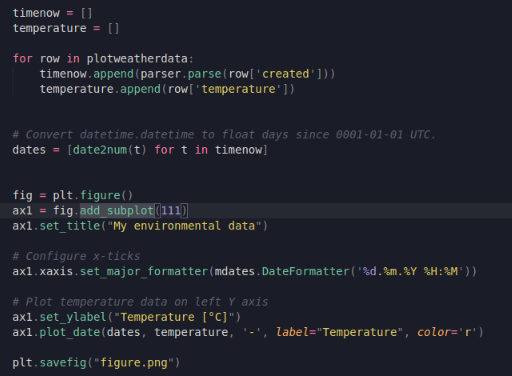 timenow = []
temperature = []
for row in plotweatherdata:
    timenow.append(parser.parse(row['created']))
    temperature.append(row['temperature'])
# Convert datetime.datetime to float days since 0001-01-01 UTC.
dates = [date2num(t) for t in timenow]
fig = plt.figure()
ax1 = fig.add_subplot(111)
ax1.set_title("My environmental data")
# Configure x-ticks
ax1.xaxis.set_major_formatter(mdates.DateFormatter('%d.%m.%Y %H:%M'))
# Plot temperature data on left Y axis
ax1.set_ylabel("Temperature [°C]")
ax1.plot_date(dates, temperature, '-', label="Temperature", color='r')
plt.savefig("figure.png")